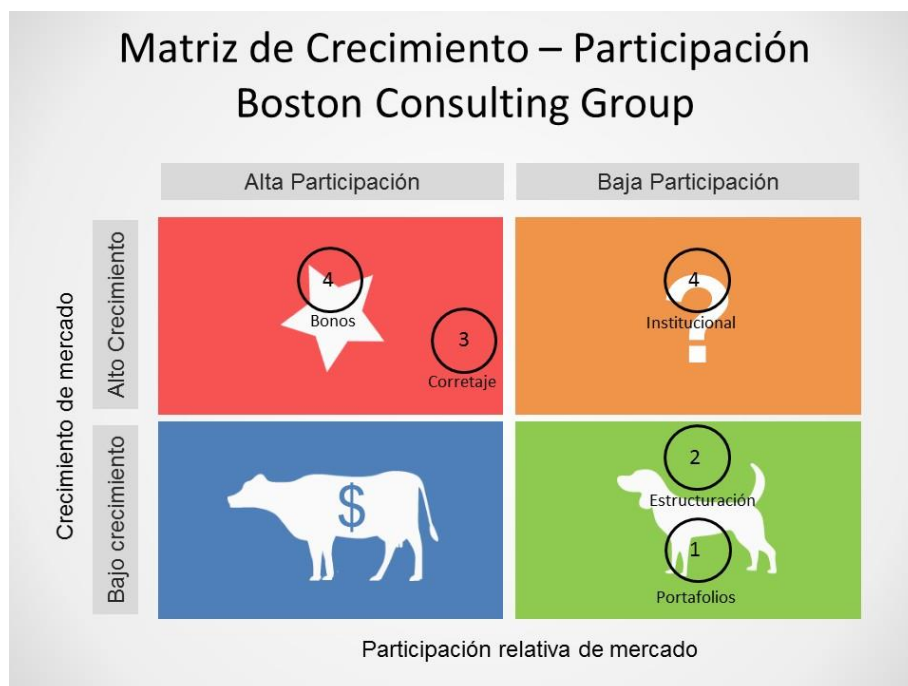 Matriz de Crecimiento – Participación
Boston Consulting Group
Alta Participación
Baja Participación
Crecimiento de mercado
Alto Crecimiento
4
Bonos
3
Corretaje
4
?
Institucional
Bajo crecimiento
$
2
Estructuración
1
Portafolios
Participación relativa de mercado